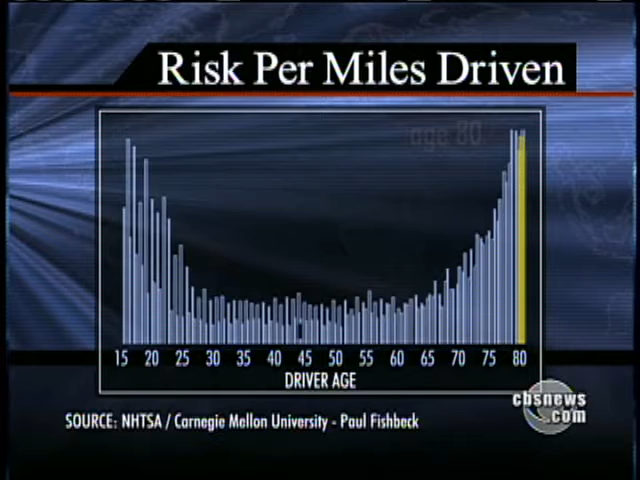 Risk Per Miles Driven
age 80
15 20 25 30 35 40 45 50 55 60 65 70 75 80
DRIVER AGE
cbsnews
.com
SOURCE: NHTSA / Carnegie Mellon University - Paul Fishbeck